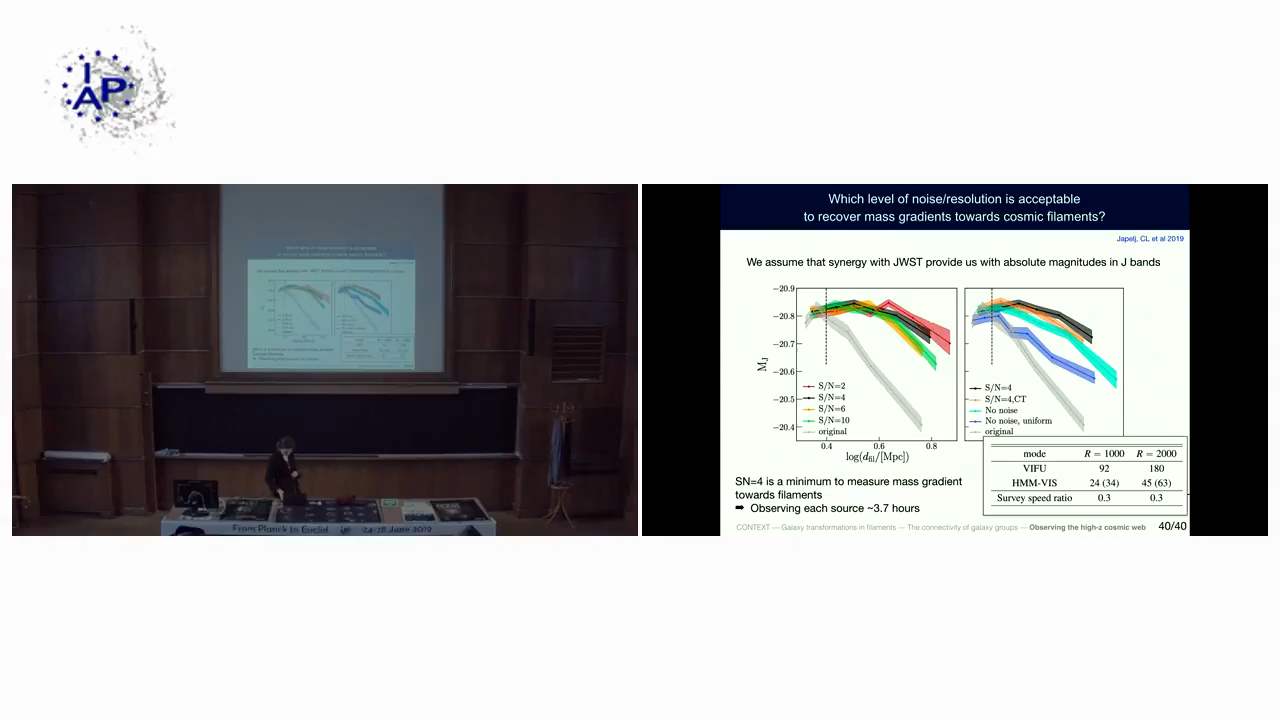 I
AP
From Planck to Euclid 24-28 June 2019
Which level of noise/resolution is acceptable
to recover mass gradients towards cosmic filaments?
Japelj, CL et al 2019
We assume that synergy with JWST provide us with absolute magnitudes in J bands
−20.9
−20.8
−20.7
−20.6
−20.5
−20.4
M_J
S/N=2
S/N=4
S/N=6
S/N=10
original
0.4 0.6 0.8
log(d_fil/[Mpc])
S/N=4
S/N=4,CT
No noise
No noise, uniform
original
mode R = 1000 R = 2000
VIFU 92 180
HMM-VIS 24 (34) 45 (63)
Survey speed ratio 0.3 0.3
SN=4 is a minimum to measure mass gradient
towards filaments
➡ Observing each source ~3.7 hours
CONTEXT — Galaxy transformations in filaments — The connectivity of galaxy groups — Observing the high-z cosmic web 40/40